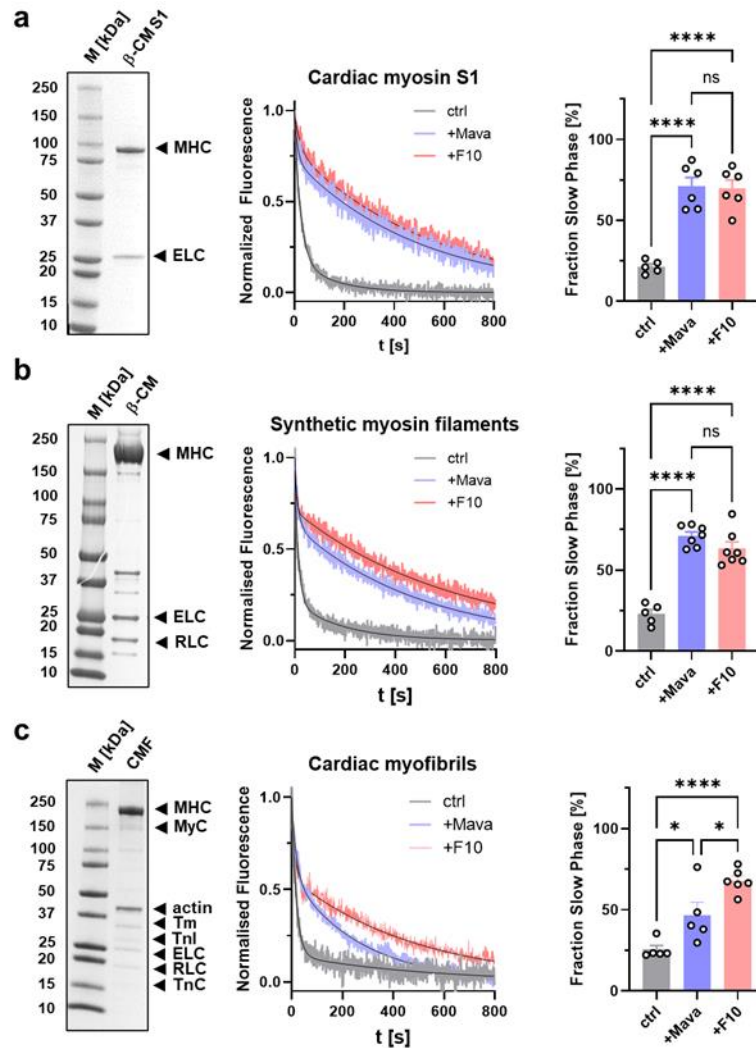 a
M [kDa]
β-CM S1
250
150
100
75
50
37
25
20
15
10
MHC
ELC
Cardiac myosin S1
Normalized Fluorescence
1.0
0.5
0.0
ctrl
+Mava
+F10
0 200 400 600 800
t [s]
Fraction Slow Phase [%]
100
75
50
25
0
****
ns
****
ctrl
+Mava
+F10
b
M [kDa]
β-CM
250
150
100
75
50
37
25
20
15
10
MHC
ELC
RLC
Synthetic myosin filaments
Normalised Fluorescence
1.0
0.5
0.0
ctrl
+Mava
+F10
0 200 400 600 800
t [s]
Fraction Slow Phase [%]
100
75
50
25
0
****
ns
****
ctrl
+Mava
+F10
c
M [kDa]
CMF
250
150
100
75
50
37
25
20
15
10
MHC
MyC
actin
Tm
TnI
ELC
RLC
TnC
Cardiac myofibrils
Normalised Fluorescence
1.0
0.5
0.0
ctrl
+Mava
+F10
0 200 400 600 800
t [s]
Fraction Slow Phase [%]
100
75
50
25
0
****
* *
ctrl
+Mava
+F10